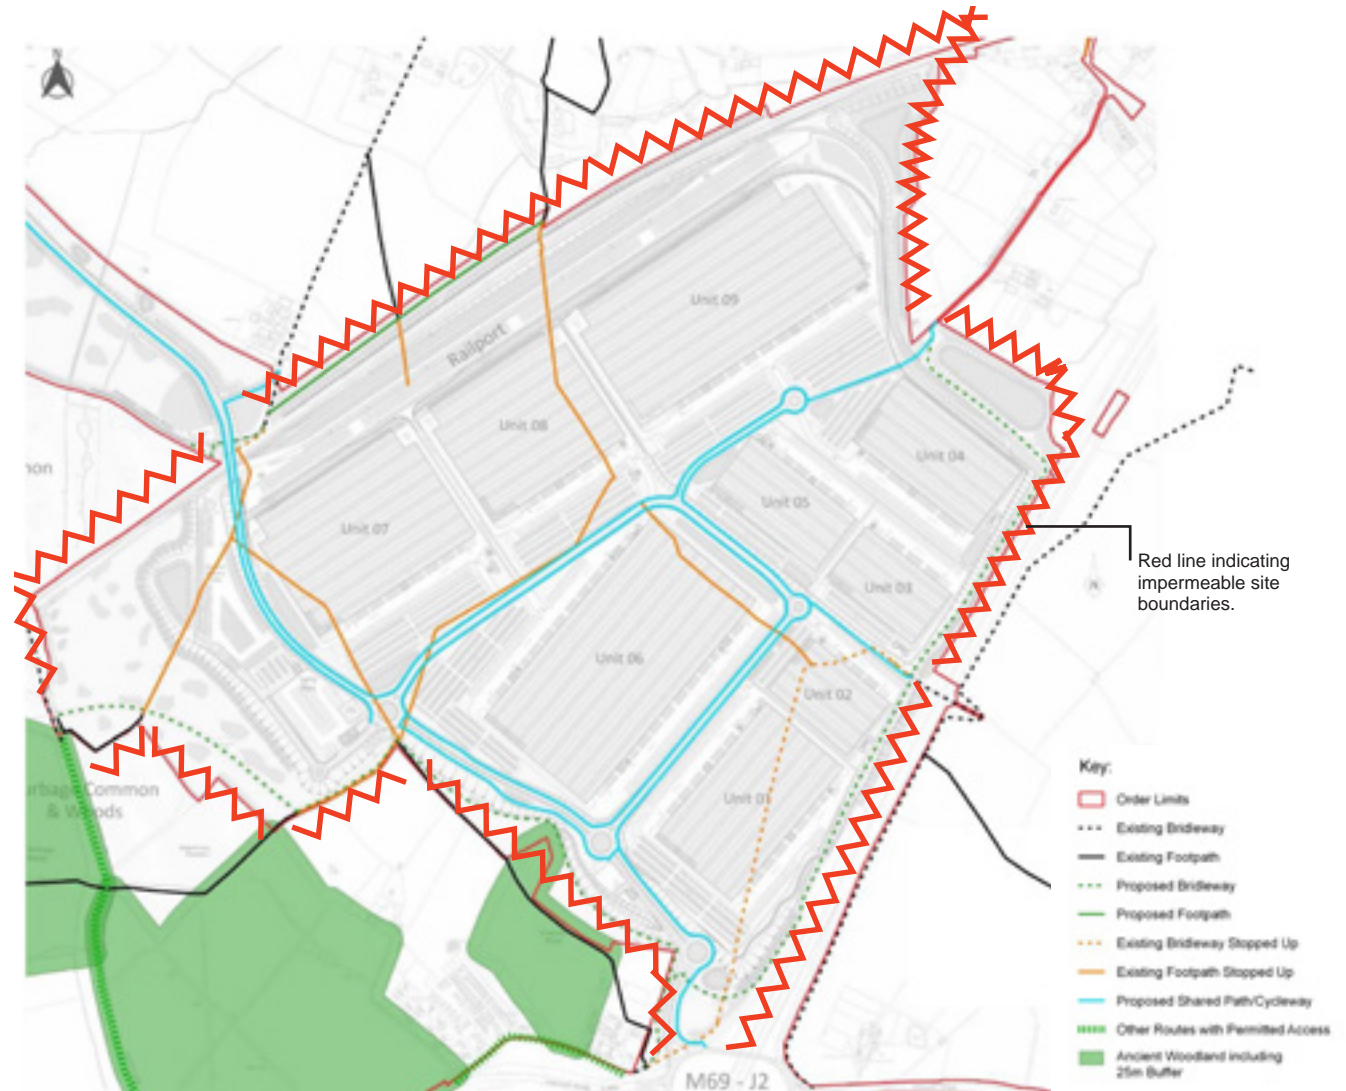 N
Unit 09
Railport
Unit 08
Unit 04
Unit 05
Unit 07
Unit 03
Unit 06
Unit 02
Unit 01
Common
& Woods
M69 - J2
Red line indicating
impermeable site
boundaries.
Key:
Order Limits
Existing Bridleway
Existing Footpath
Proposed Bridleway
Proposed Footpath
Existing Bridleway Stopped Up
Existing Footpath Stopped Up
Proposed Shared Path/Cycleway
Other Routes with Permitted Access
Ancient Woodland including
25m Buffer